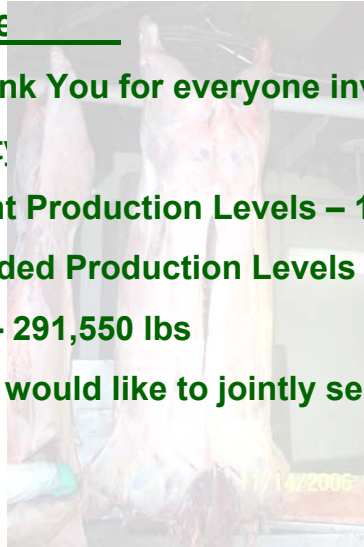 nk You for everyone inv
nt Production Levels – 1
ded Production Levels
- 291,550 lbs
would like to jointly se
11/14/2006